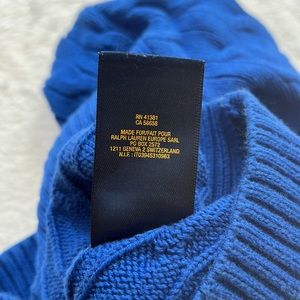 RN 41381
CA 56658
MADE FOR/FAIT POUR
RALPH LAUREN EUROPE SARL
PO BOX 2572
1211 GENEVA 2 SWITZERLAND
N.I.F. : IT03945310963